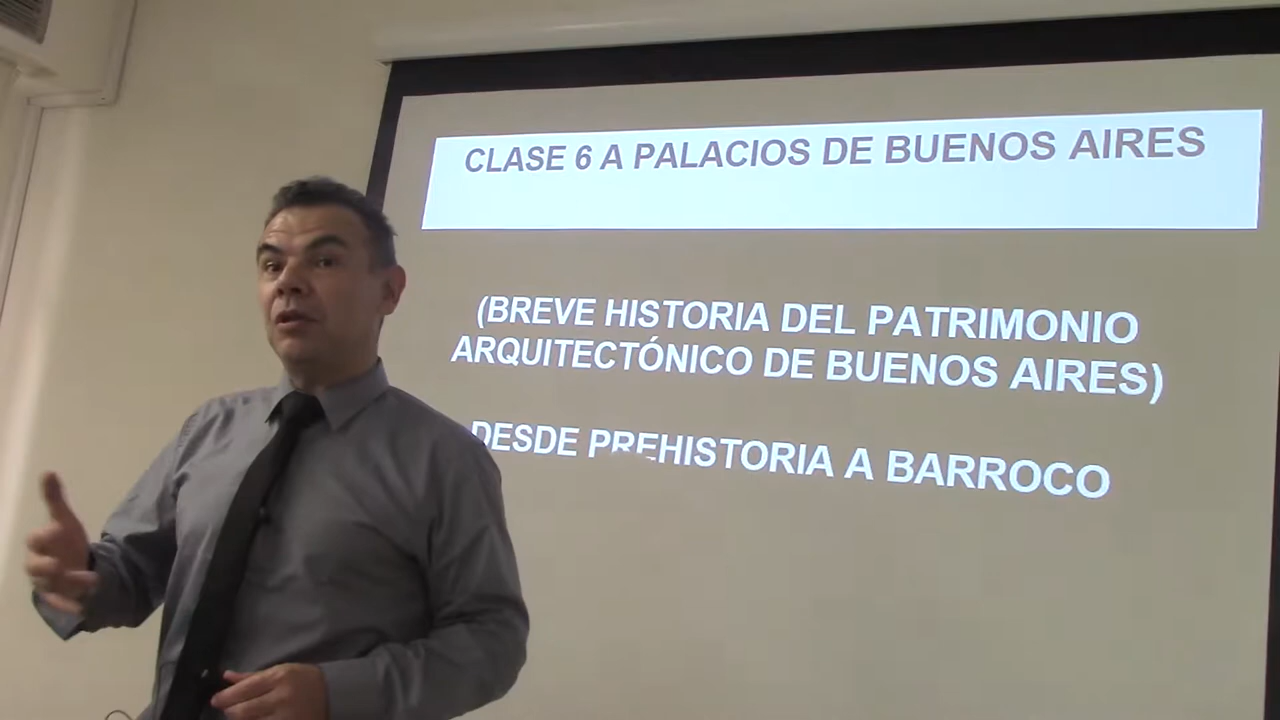 CLASE 6 A PALACIOS DE BUENOS AIRES
(BREVE HISTORIA DEL PATRIMONIO
ARQUITECTÓNICO DE BUENOS AIRES)
DESDE PREHISTORIA A BARROCO